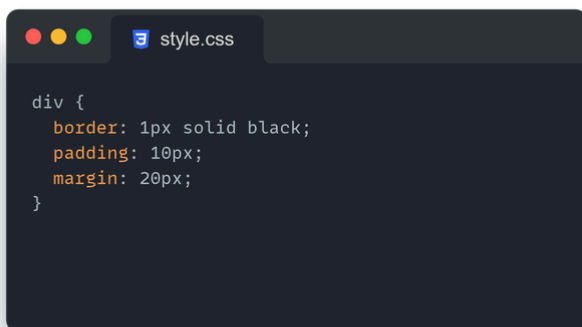 style.css
div {
  border: 1px solid black;
  padding: 10px;
  margin: 20px;
}